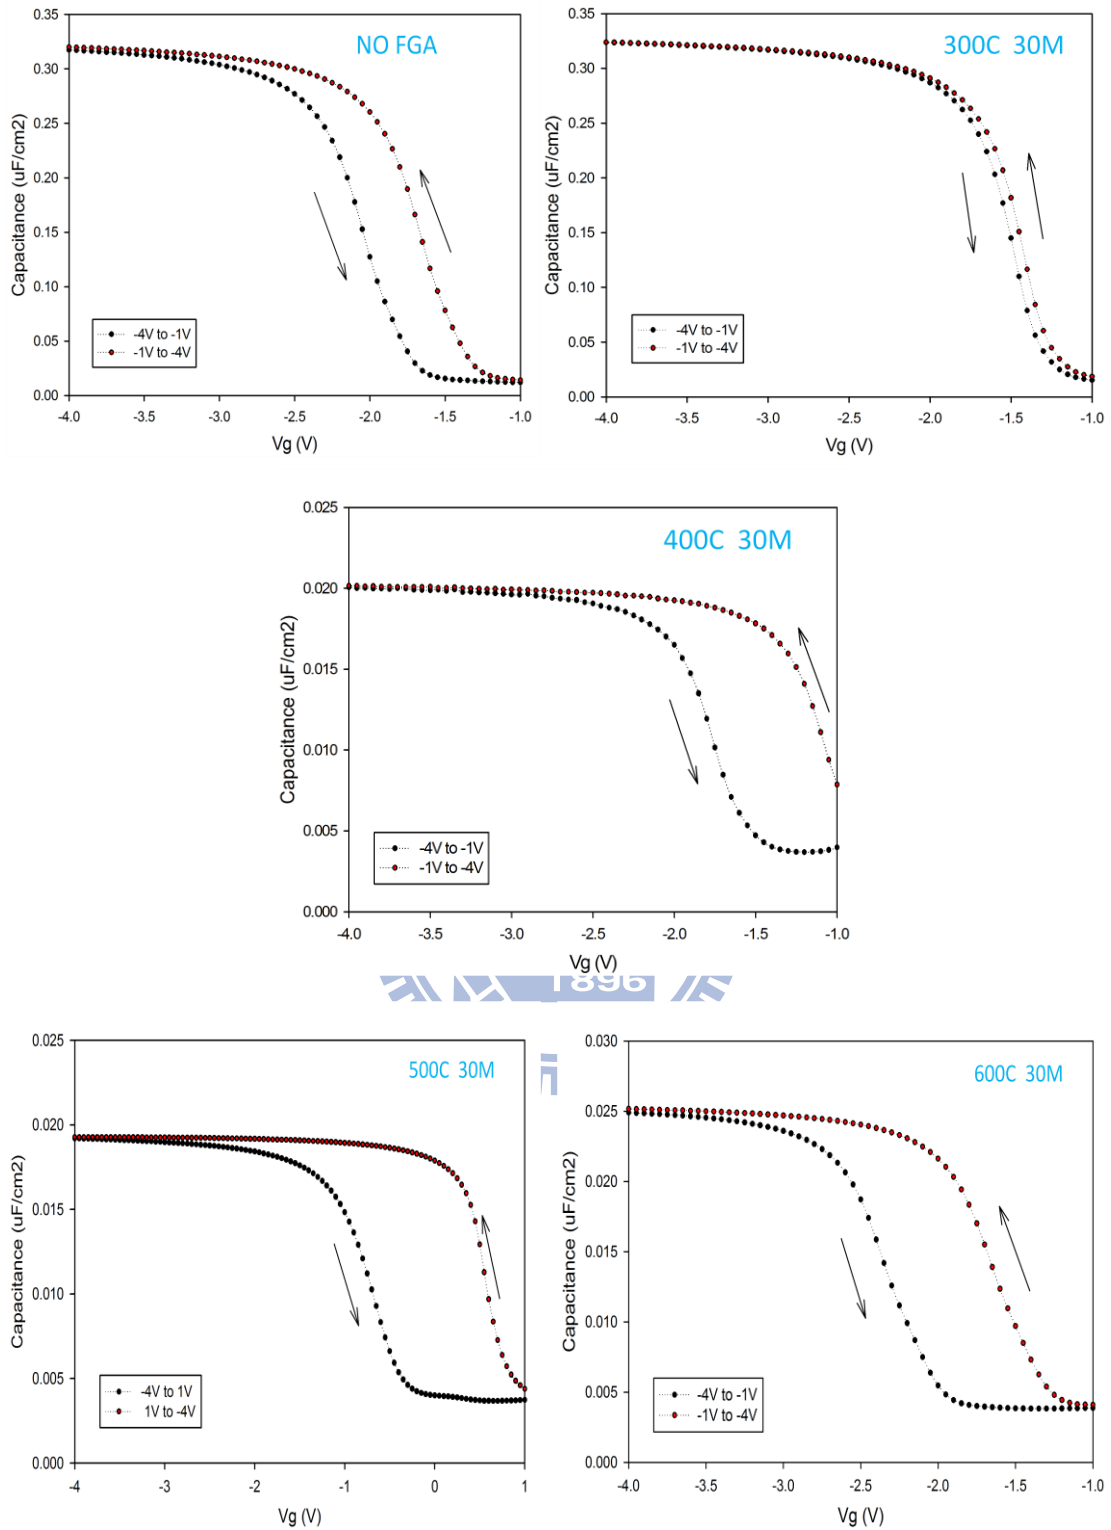 NO FGA
Capacitance (uF/cm2)
0.35
0.30
0.25
0.20
0.15
0.10
0.05
0.00
-4V to -1V
-1V to -4V
-4.0 -3.5 -3.0 -2.5 -2.0 -1.5 -1.0
Vg (V)
300C 30M
Capacitance (uF/cm2)
0.35
0.30
0.25
0.20
0.15
0.10
0.05
0.00
-4V to -1V
-1V to -4V
-4.0 -3.5 -3.0 -2.5 -2.0 -1.5 -1.0
Vg (V)
400C 30M
Capacitance (uF/cm2)
0.025
0.020
0.015
0.010
0.005
0.000
-4V to -1V
-1V to -4V
-4.0 -3.5 -3.0 -2.5 -2.0 -1.5 -1.0
Vg (V)
1896
500C 30M
Capacitance (uF/cm2)
0.025
0.020
0.015
0.010
0.005
0.000
-4V to 1V
1V to -4V
-4 -3 -2 -1 0 1
Vg (V)
600C 30M
Capacitance (uF/cm2)
0.030
0.025
0.020
0.015
0.010
0.005
0.000
-4V to -1V
-1V to -4V
-4.0 -3.5 -3.0 -2.5 -2.0 -1.5 -1.0
Vg (V)